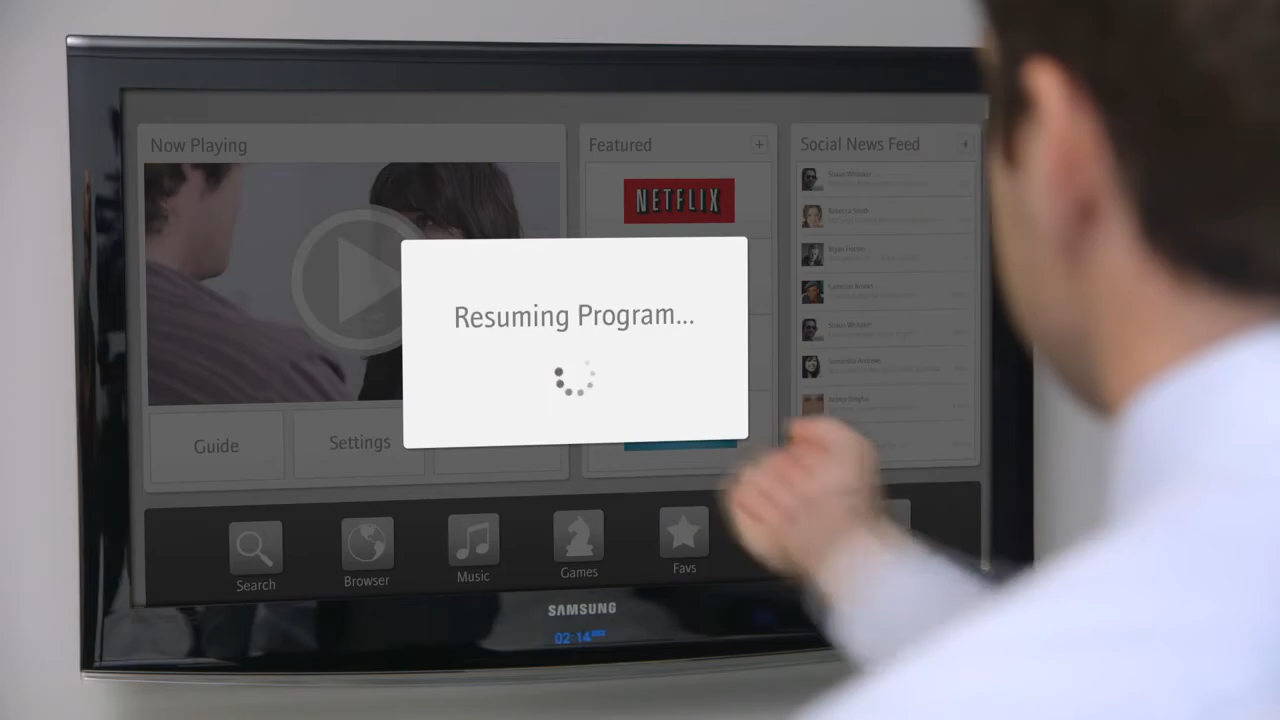 Now Playing
Featured
+
Social News Feed
NETFLIX
Resuming Program...
Guide
Settings
Search
Browser
Music
Games
Favs
SAMSUNG
02:14